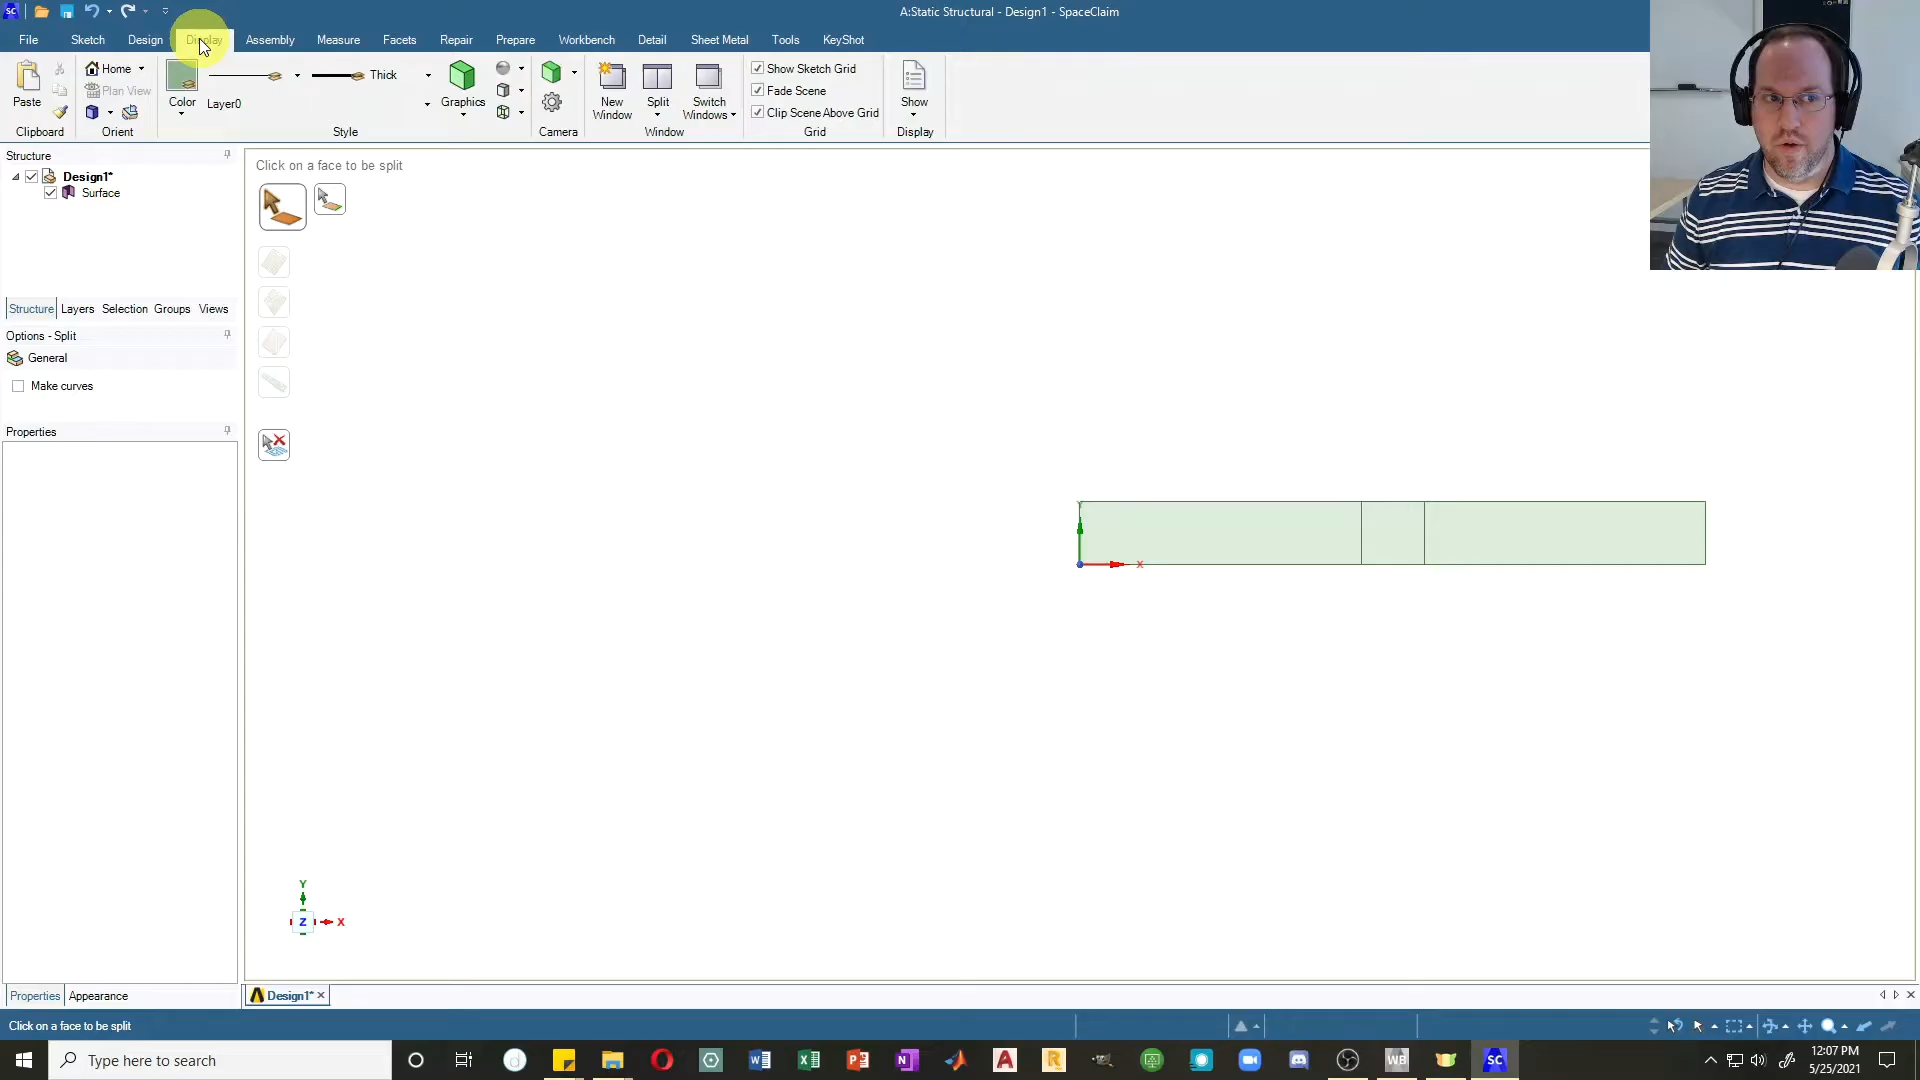 SC
A:Static Structural - Design1 - SpaceClaim
File Sketch Design Display Assembly Measure Facets Repair Prepare Workbench Detail Sheet Metal Tools KeyShot
Paste
Clipboard
Home
Plan View
Orient
Color
Layer0
Thick
Style
Graphics
Camera
New Window
Split
Switch Windows
Window
Show Sketch Grid
Fade Scene
Clip Scene Above Grid
Grid
Show
Display
Structure
Design1*
Surface
Structure Layers Selection Groups Views
Options - Split
General
Make curves
Properties
Properties Appearance
Click on a face to be split
Y
X
Y
Z X
Design1*
Click on a face to be split
Type here to search
WB
SC
12:07 PM
5/25/2021